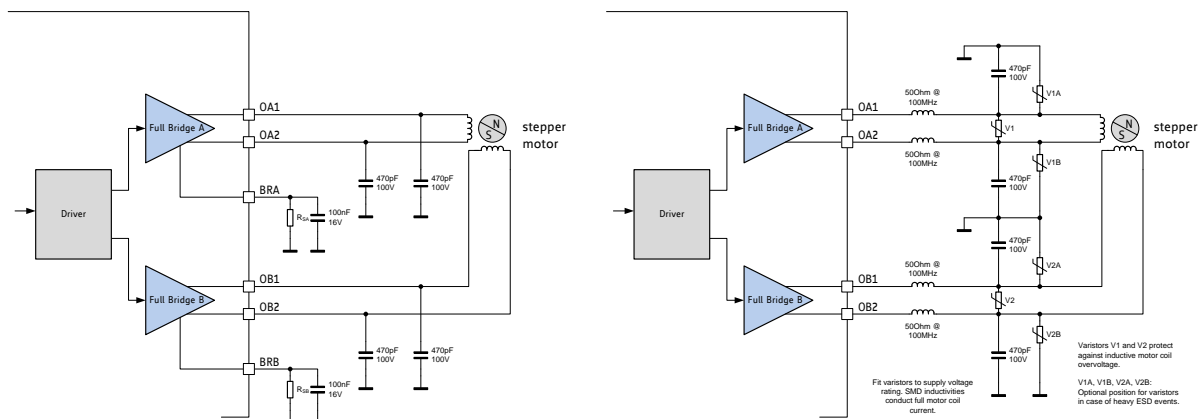 OA1
OA2
Full Bridge A
N
S
stepper
motor
470pF
100V
470pF
100V
BRA
Driver
RSA
100nF
16V
OB1
OB2
Full Bridge B
470pF
100V
470pF
100V
BRB
RSB
100nF
16V
470pF
100V
V1A
50Ohm @
100MHz
OA1
V1
Full Bridge A
OA2
N
S
stepper
motor
50Ohm @
100MHz
V1B
470pF
100V
Driver
470pF
100V
V2A
50Ohm @
100MHz
OB1
V2
Full Bridge B
OB2
50Ohm @
100MHz
V2B
470pF
100V
Fit varistors to supply voltage
rating. SMD inductivities
conduct full motor coil
current.
Varistors V1 and V2 protect
against inductive motor coil
overvoltage.
V1A, V1B, V2A, V2B:
Optional position for varistors
in case of heavy ESD events.